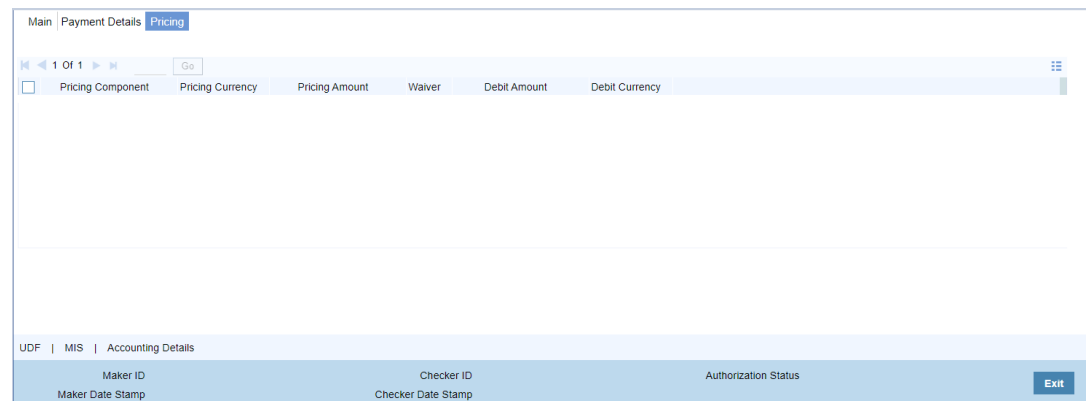 Main Payment Details Pricing
1 Of 1 Go
Pricing Component Pricing Currency Pricing Amount Waiver Debit Amount Debit Currency
UDF | MIS | Accounting Details
Maker ID Checker ID Authorization Status
Exit
Maker Date Stamp Checker Date Stamp